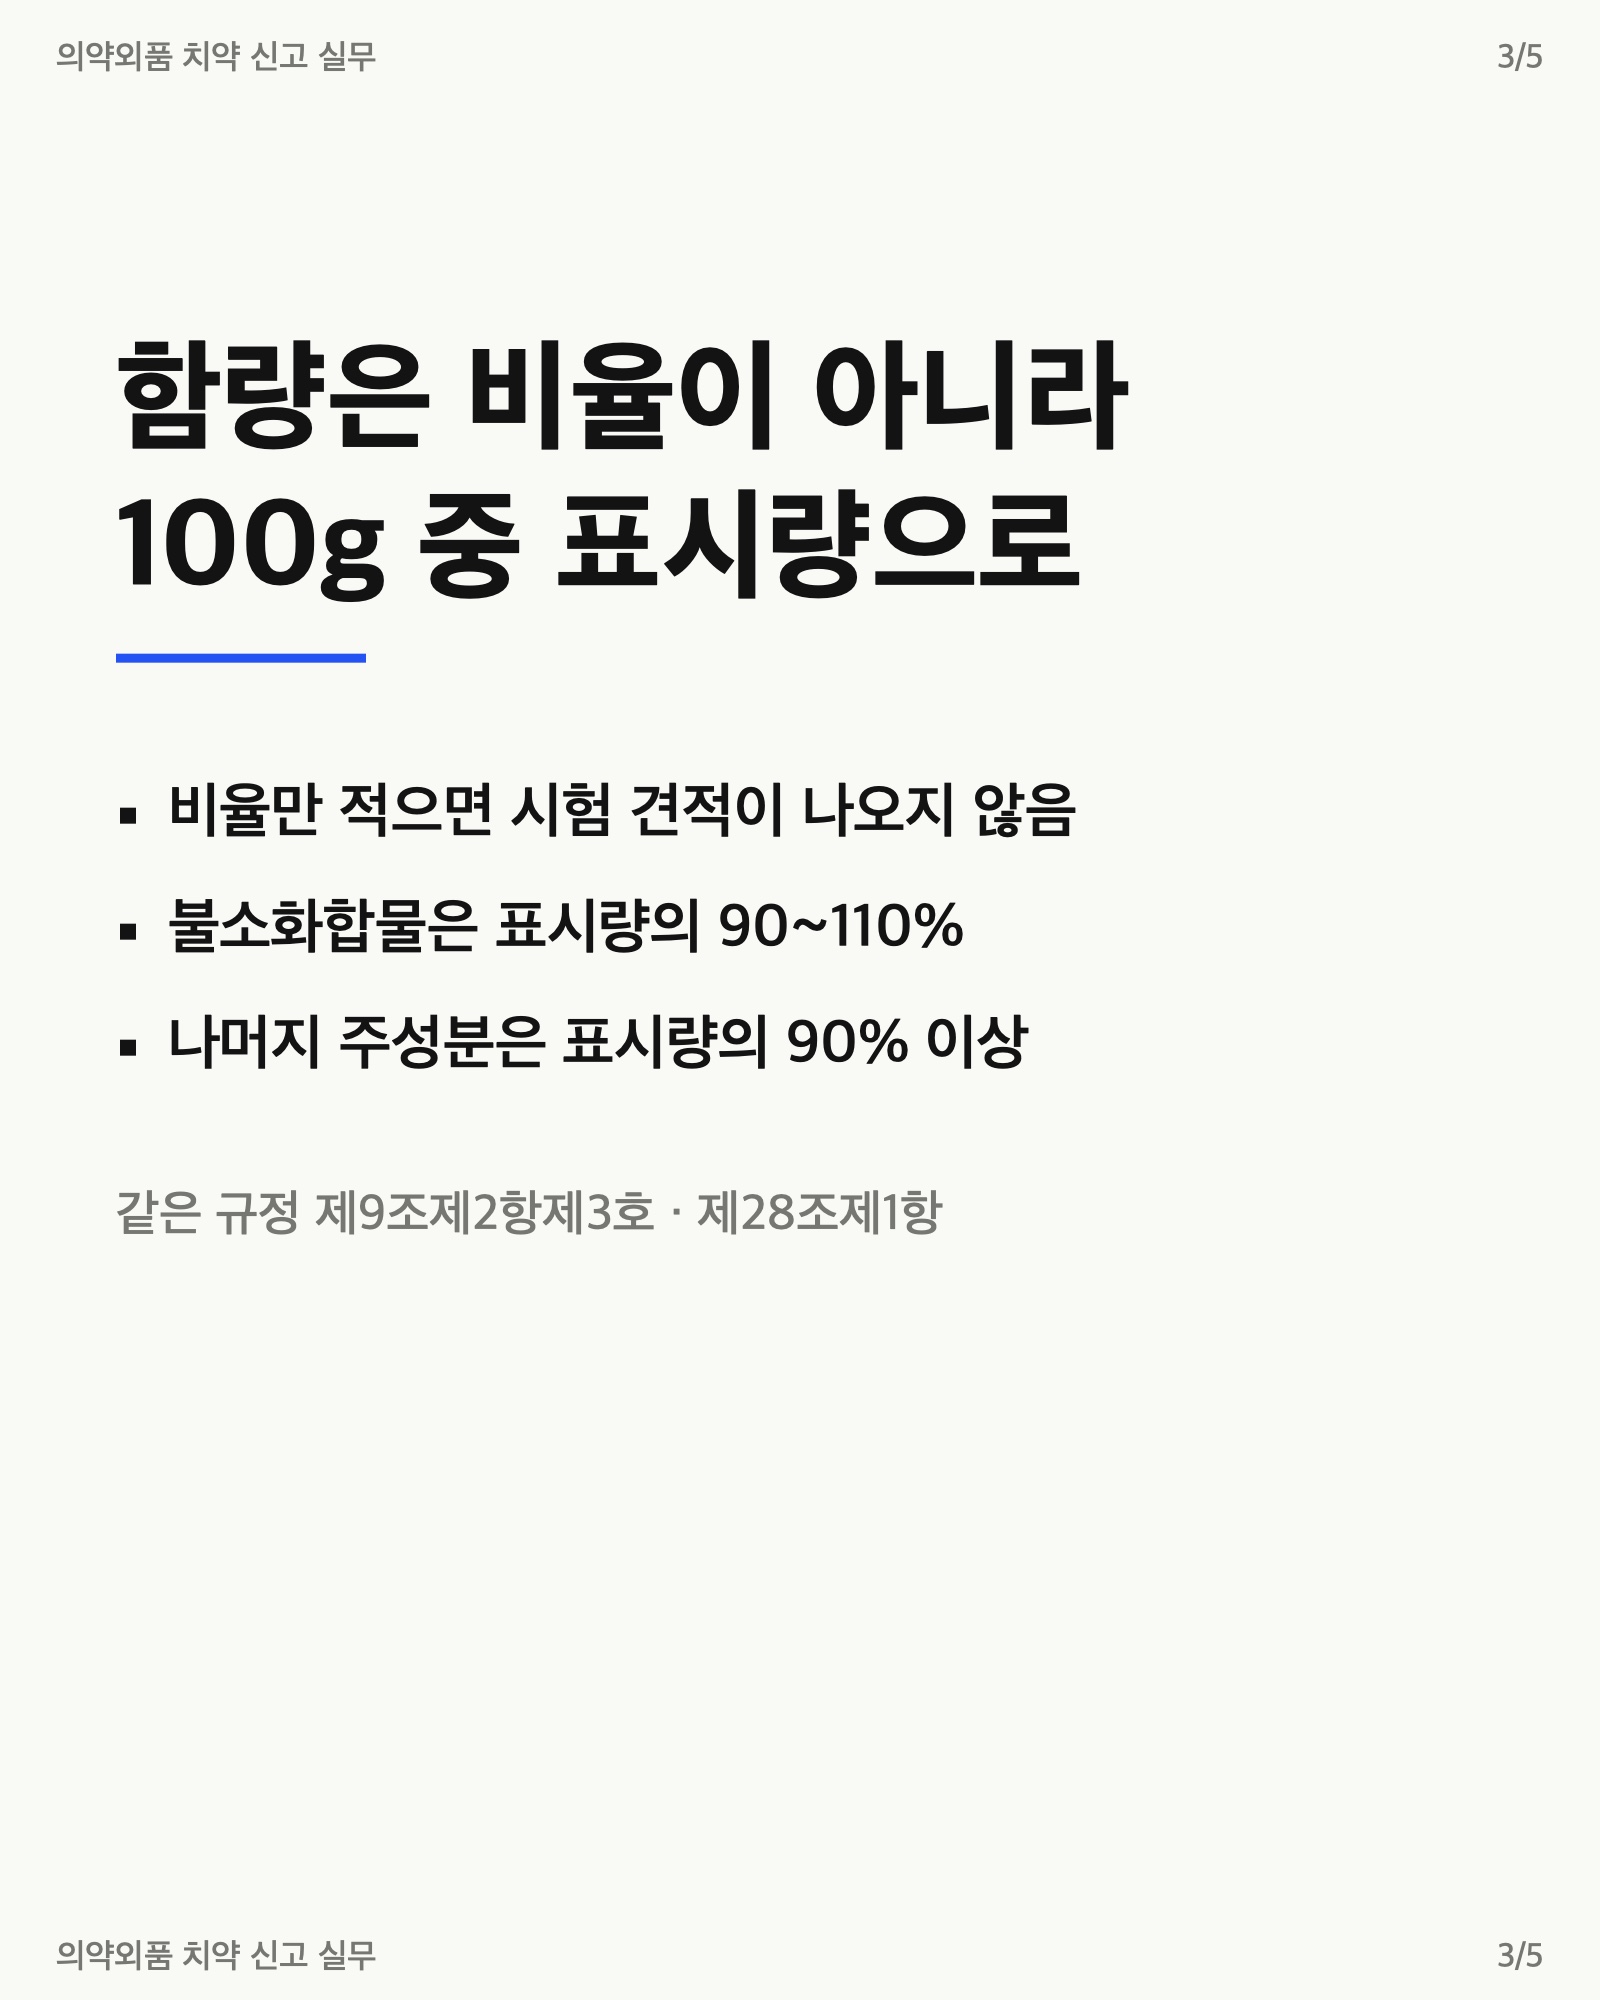 의약외품 치약 신고 실무
3/5
함량은 비율이 아니라
100g 중 표시량으로
▪ 비율만 적으면 시험 견적이 나오지 않음
▪ 불소화합물은 표시량의 90~110%
▪ 나머지 주성분은 표시량의 90% 이상
같은 규정 제9조제2항제3호 · 제28조제1항
의약외품 치약 신고 실무
3/5